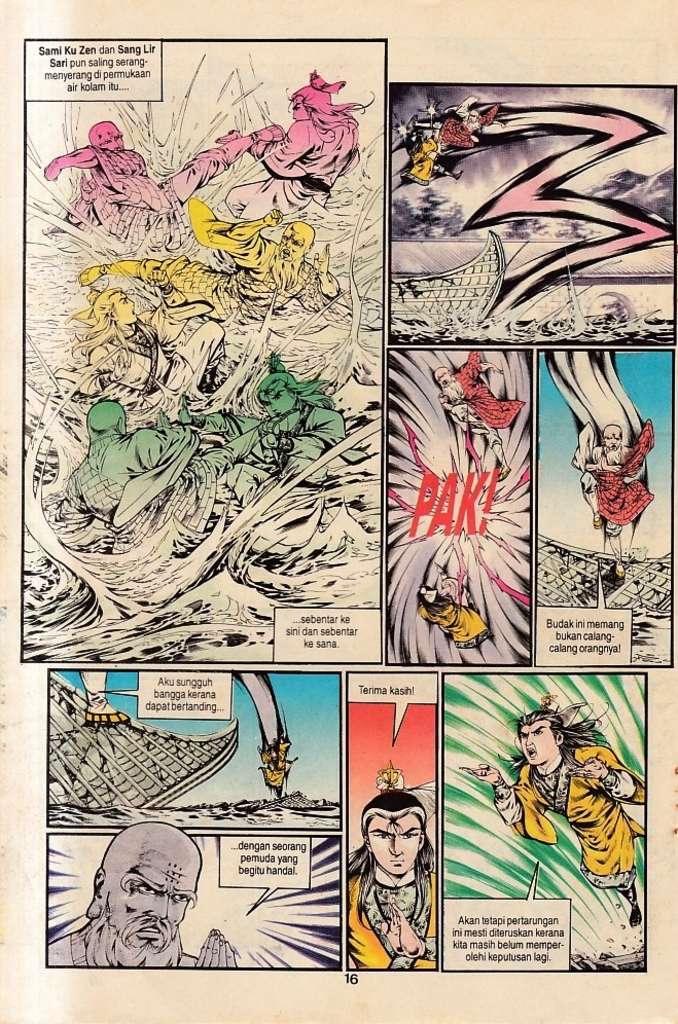 Sami Ku Zen dan Sang Lir
Sari pun saling serang-
menyerang di permukaan
air kolam itu....
...sebentar ke
sini dan sebentar
ke sana.
PAK!
Budak ini memang
bukan calang-
calang orangnya!
Aku sungguh
bangga kerana
dapat bertanding...
...dengan seorang
pemuda yang
begitu handal.
Terima kasih!
Akan tetapi pertarungan
ini mesti diteruskan kerana
kita masih belum memper-
olehi keputusan lagi.
16